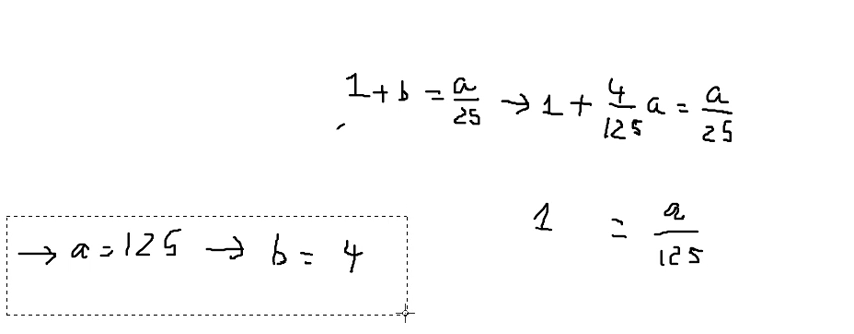 1 + b = a/25 → 1 + 4/125 a = a/25
1 = a/125
→ a = 125 → b = 4